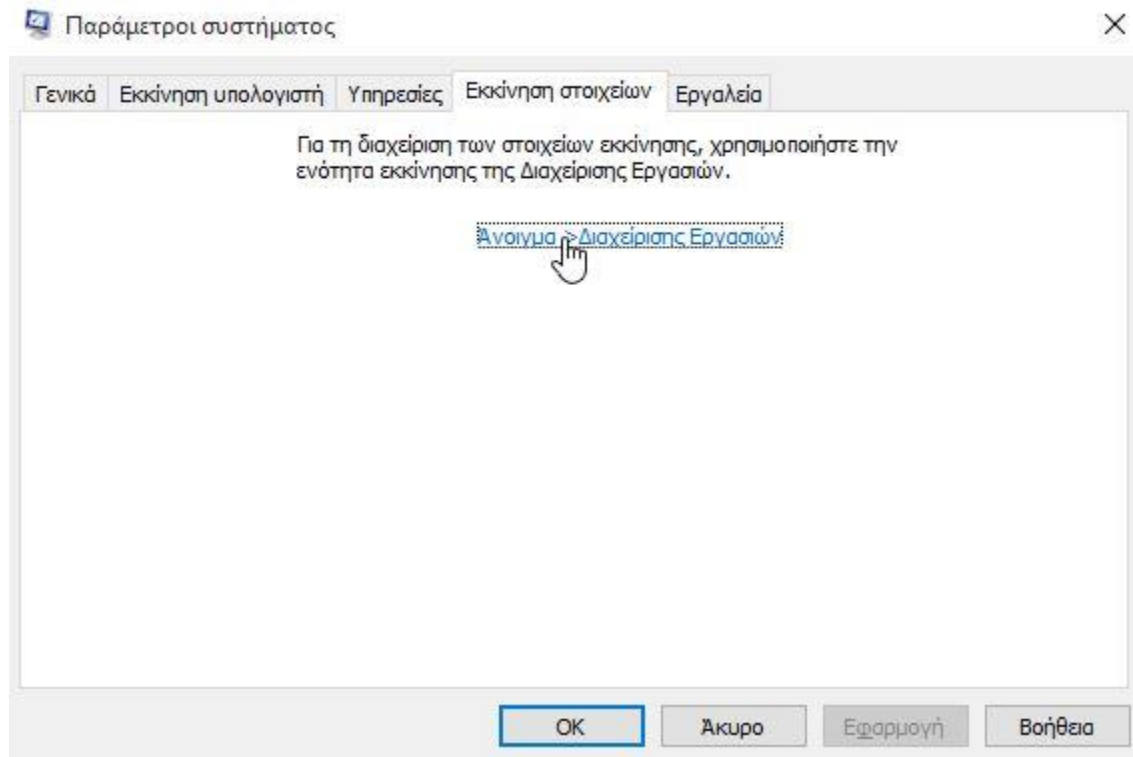 Παράμετροι συστήματος
Γενικά Εκκίνηση υπολογιστή Υπηρεσίες Εκκίνηση στοιχείων Εργαλεία
Για τη διαχείριση των στοιχείων εκκίνησης, χρησιμοποιήστε την
ενότητα εκκίνησης της Διαχείρισης Εργασιών.
Άνοιγμα >Διαχείρισης Εργασιών
OK Άκυρο Εφαρμογή Βοήθεια